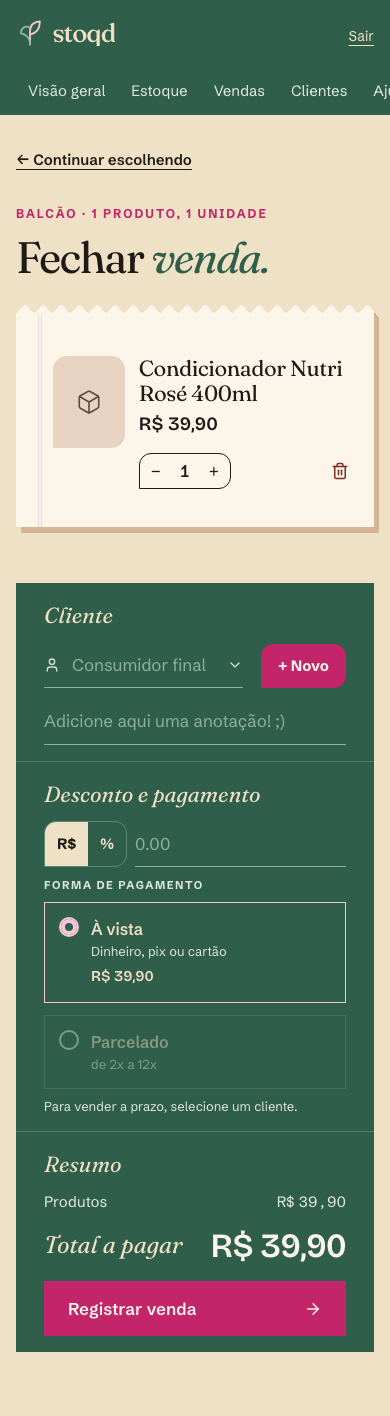 stoqd
Sair
Visão geral Estoque Vendas Clientes Aju
← Continuar escolhendo
BALCÃO · 1 PRODUTO, 1 UNIDADE
Fechar venda.
Condicionador Nutri
Rosé 400ml
R$ 39,90
− 1 +
Cliente
Consumidor final
+ Novo
Adicione aqui uma anotação! ;)
Desconto e pagamento
R$ % 0.00
FORMA DE PAGAMENTO
À vista
Dinheiro, pix ou cartão
R$ 39,90
Parcelado
de 2x a 12x
Para vender a prazo, selecione um cliente.
Resumo
Produtos R$ 39,90
Total a pagar R$ 39,90
Registrar venda →